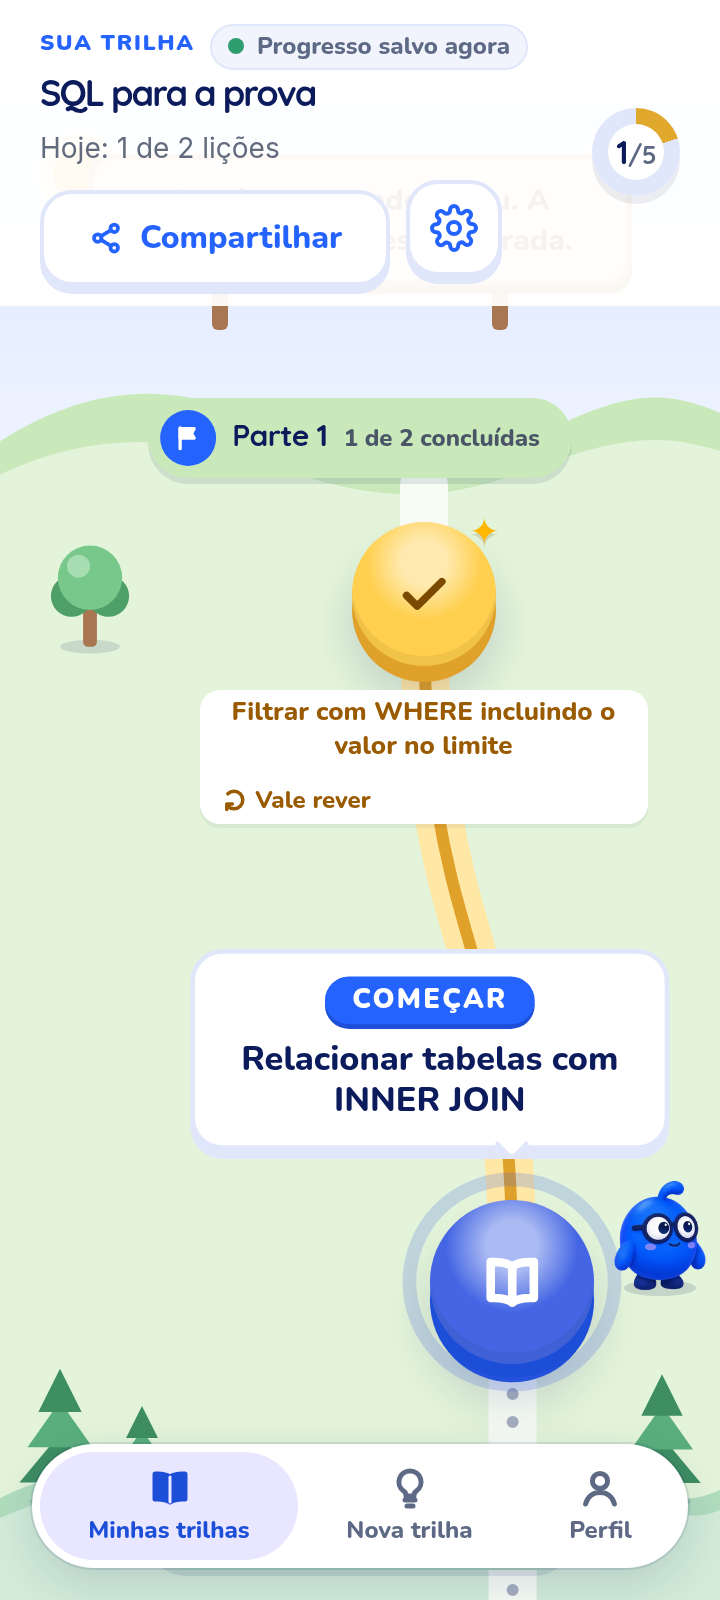 SUA TRILHA
Progresso salvo agora
SQL para a prova
Hoje: 1 de 2 lições
1/5
Compartilhar
Parte 1 1 de 2 concluídas
Filtrar com WHERE incluindo o
valor no limite
Vale rever
COMEÇAR
Relacionar tabelas com
INNER JOIN
Minhas trilhas
Nova trilha
Perfil